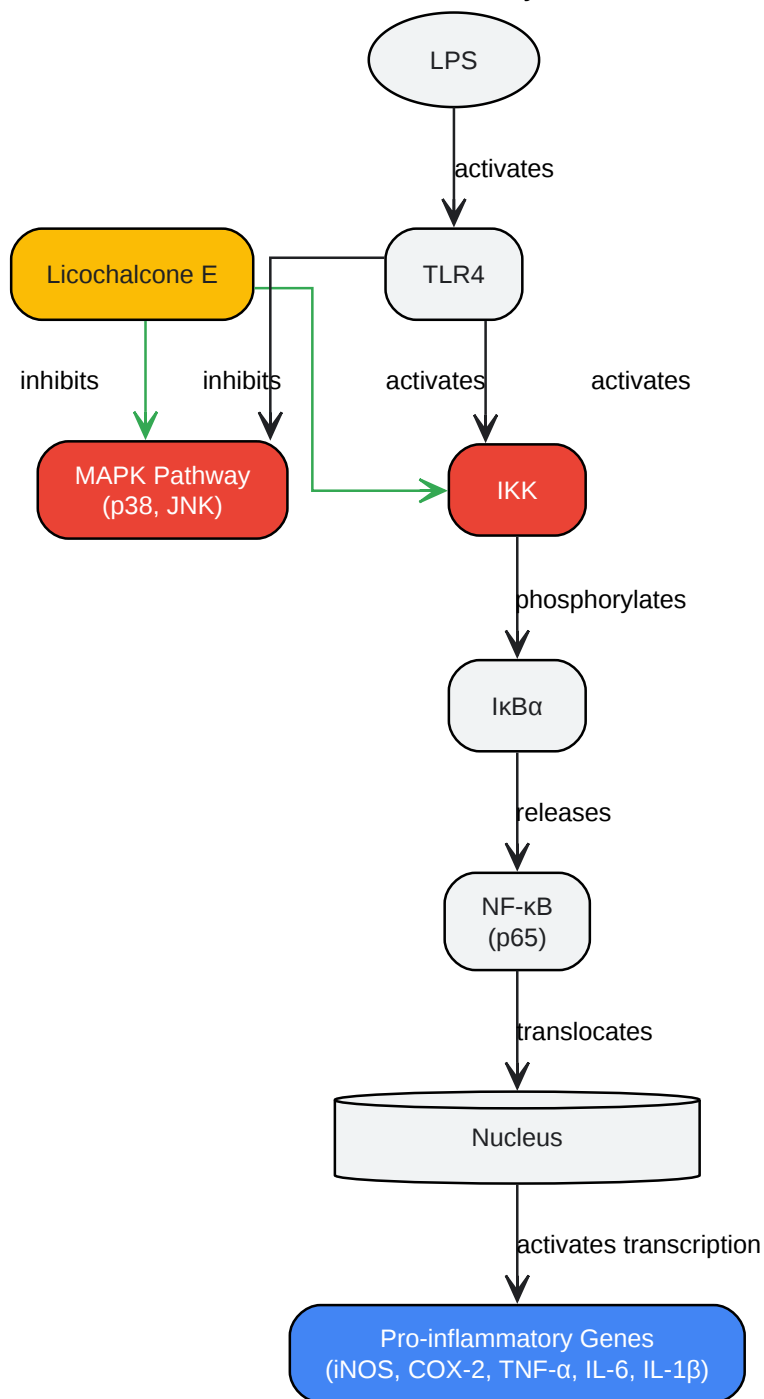 LPS
activates
Licochalcone E
TLR4
inhibits
inhibits
activates
activates
MAPK Pathway
(p38, JNK)
IKK
phosphorylates
IκBα
releases
NF-κB
(p65)
translocates
Nucleus
activates transcription
Pro-inflammatory Genes
(iNOS, COX-2, TNF-α, IL-6, IL-1β)